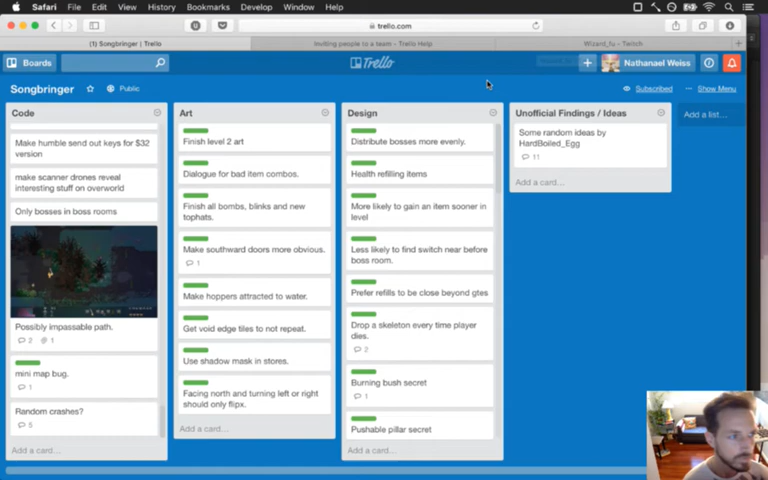 Safari File Edit View History Bookmarks Develop Window Help
trello.com
(1) Songbringer | Trello
Inviting people to a team - Trello Help
Wizard_fu - Twitch
Boards
Trello
Nathanael Weiss
Songbringer
Public
Subscribed
Show Menu
Code
Make humble send out keys for $32
version
make scanner drones reveal
interesting stuff on overworld
Only bosses in boss rooms
Possibly impassable path.
2 1
mini map bug.
1
Random crashes?
5
Add a card...
Art
Finish level 2 art
Dialogue for bad item combos.
Finish all bombs, blinks and new
tophats.
Make southward doors more obvious.
1
Make hoppers attracted to water.
Get void edge tiles to not repeat.
Use shadow mask in stores.
Facing north and turning left or right
should only flipx.
Add a card...
Design
Distribute bosses more evenly.
Health refilling items
More likely to gain an item sooner in
level
Less likely to find switch near before
boss room.
Prefer refills to be close beyond gtes
Drop a skeleton every time player
dies.
2
Burning bush secret
1
Pushable pillar secret
Add a card...
Unofficial Findings / Ideas
Some random ideas by
HardBoiled_Egg
11
Add a card...
Add a list...